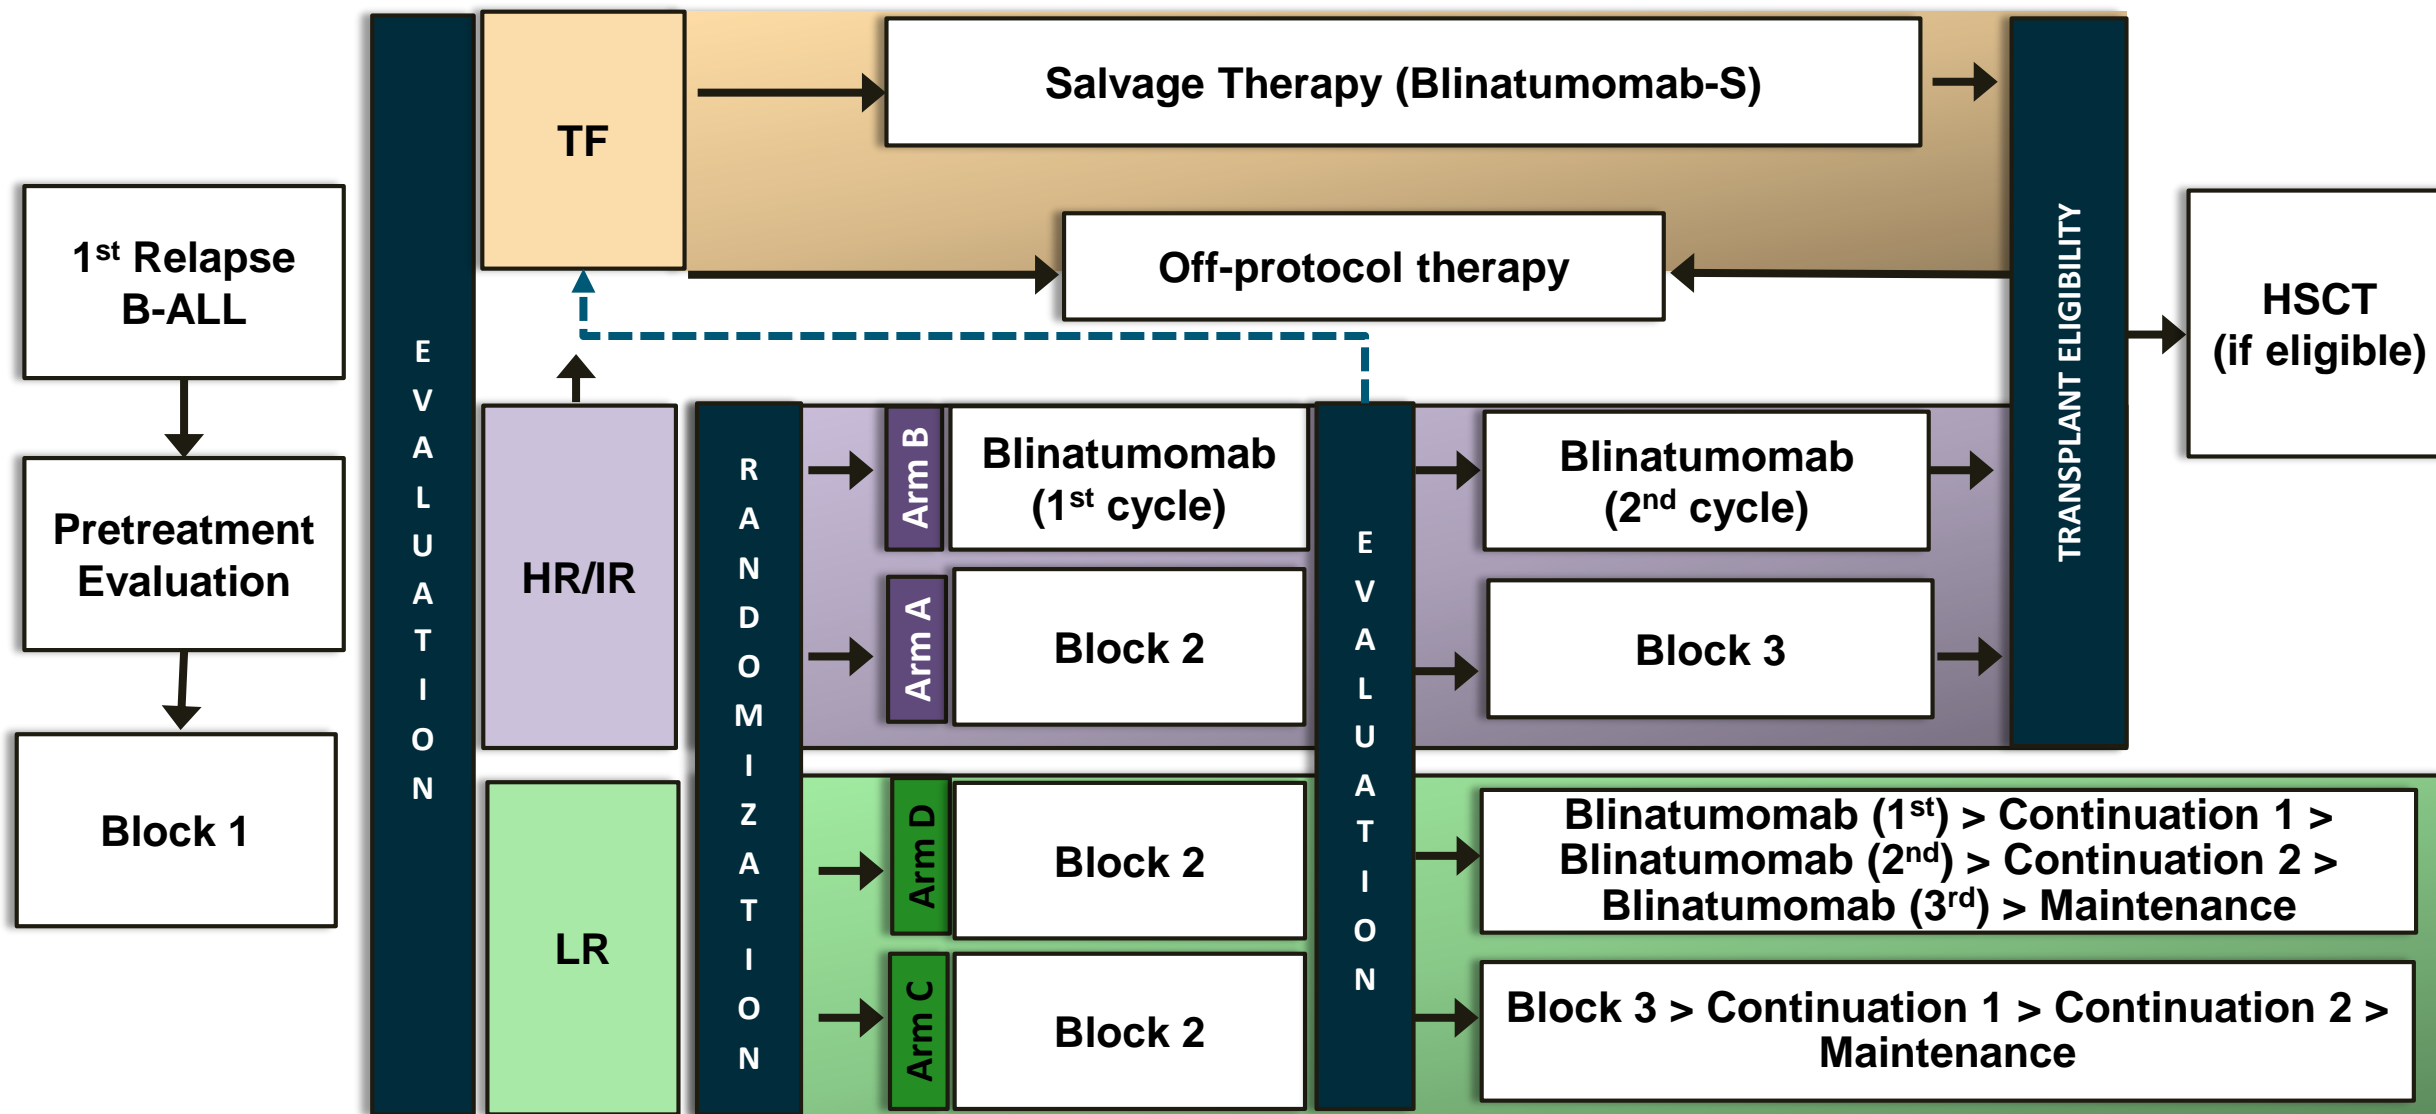 1st Relapse
B-ALL
Pretreatment
Evaluation
Block 1
EVALUATION
TF
Salvage Therapy (Blinatumomab-S)
Off-protocol therapy
HR/IR
LR
RANDOMIZATION
Arm B
Blinatumomab
(1st cycle)
Arm A
Block 2
Arm D
Block 2
Arm C
Block 2
EVALUATION
Blinatumomab
(2nd cycle)
Block 3
Blinatumomab (1st) > Continuation 1 >
Blinatumomab (2nd) > Continuation 2 >
Blinatumomab (3rd) > Maintenance
Block 3 > Continuation 1 > Continuation 2 >
Maintenance
TRANSPLANT ELIGIBILITY
HSCT
(if eligible)